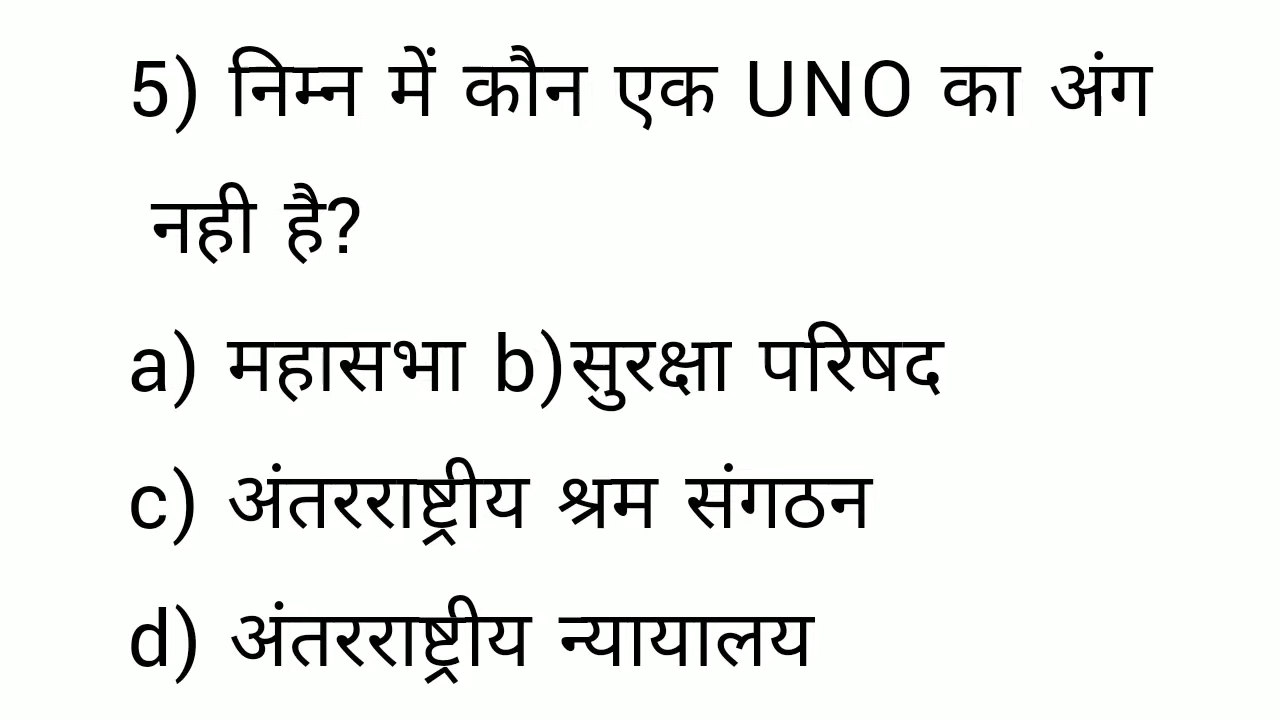 5) निम्न में कौन एक UNO का अंग
नही है?
a) महासभा b)सुरक्षा परिषद
c) अंतरराष्ट्रीय श्रम संगठन
d) अंतरराष्ट्रीय न्यायालय